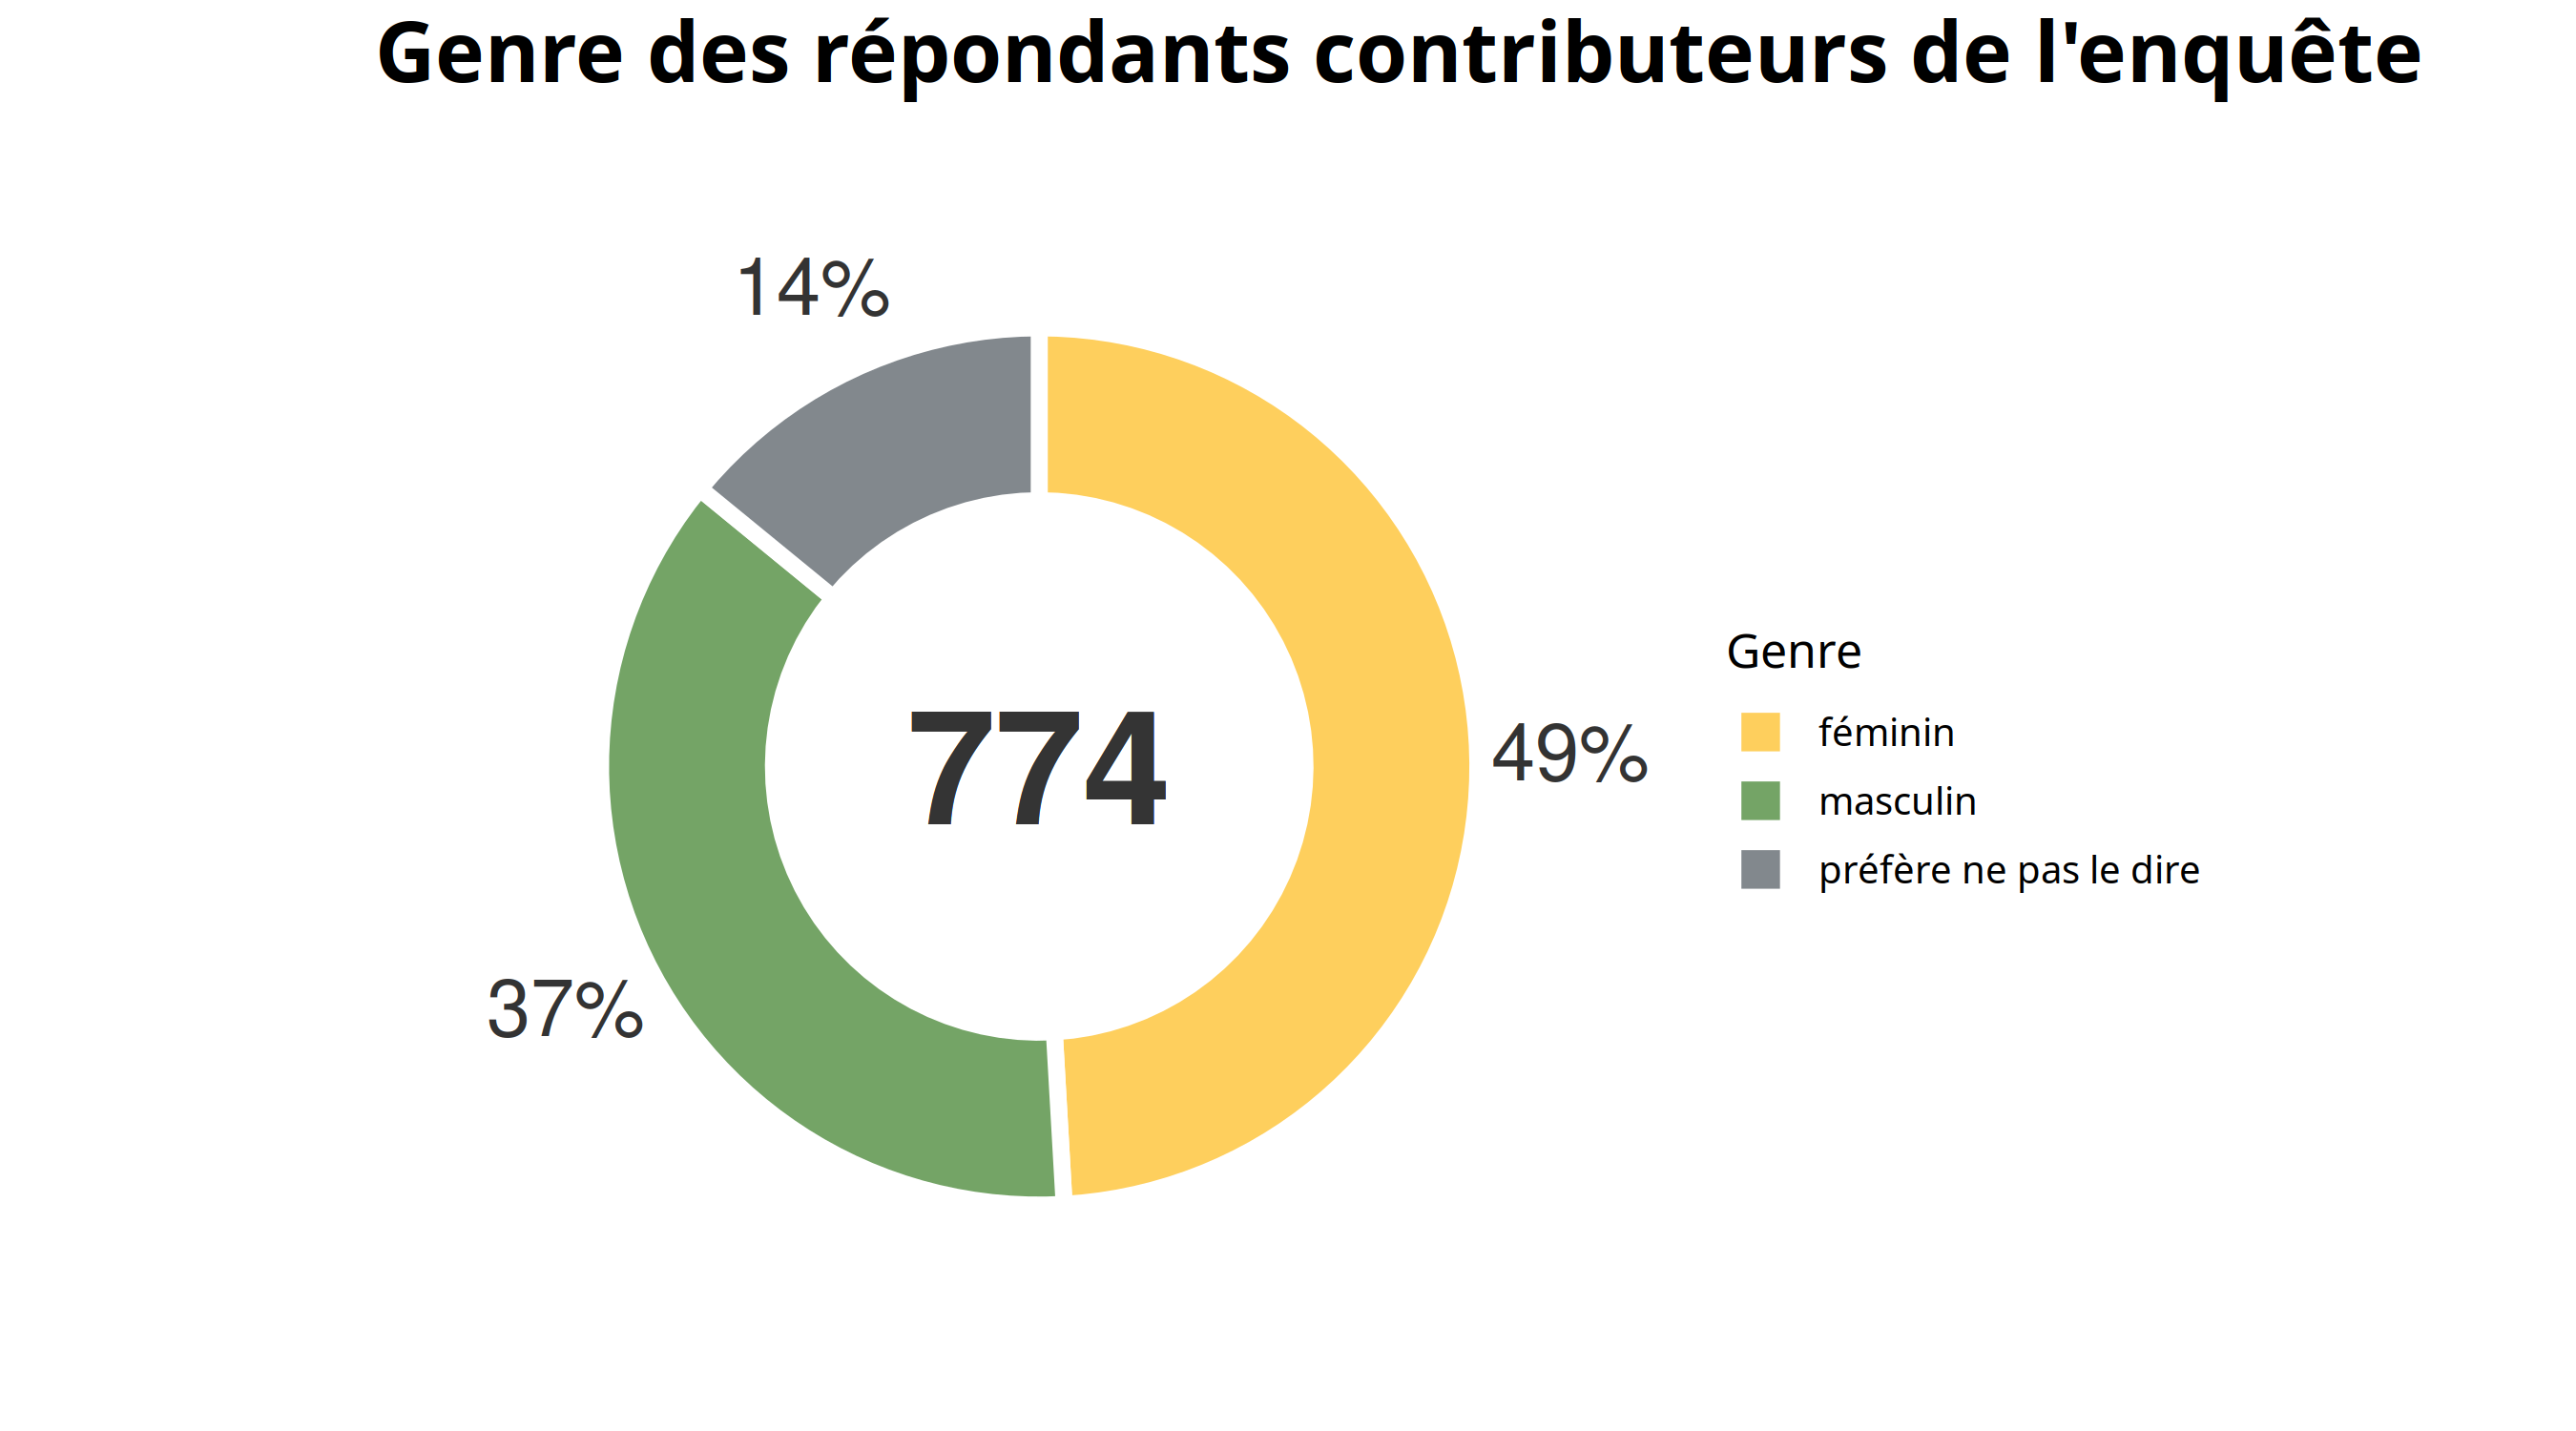 Genre des répondants contributeurs de l'enquête
14%
774
49%
37%
Genre
féminin
masculin
préfère ne pas le dire